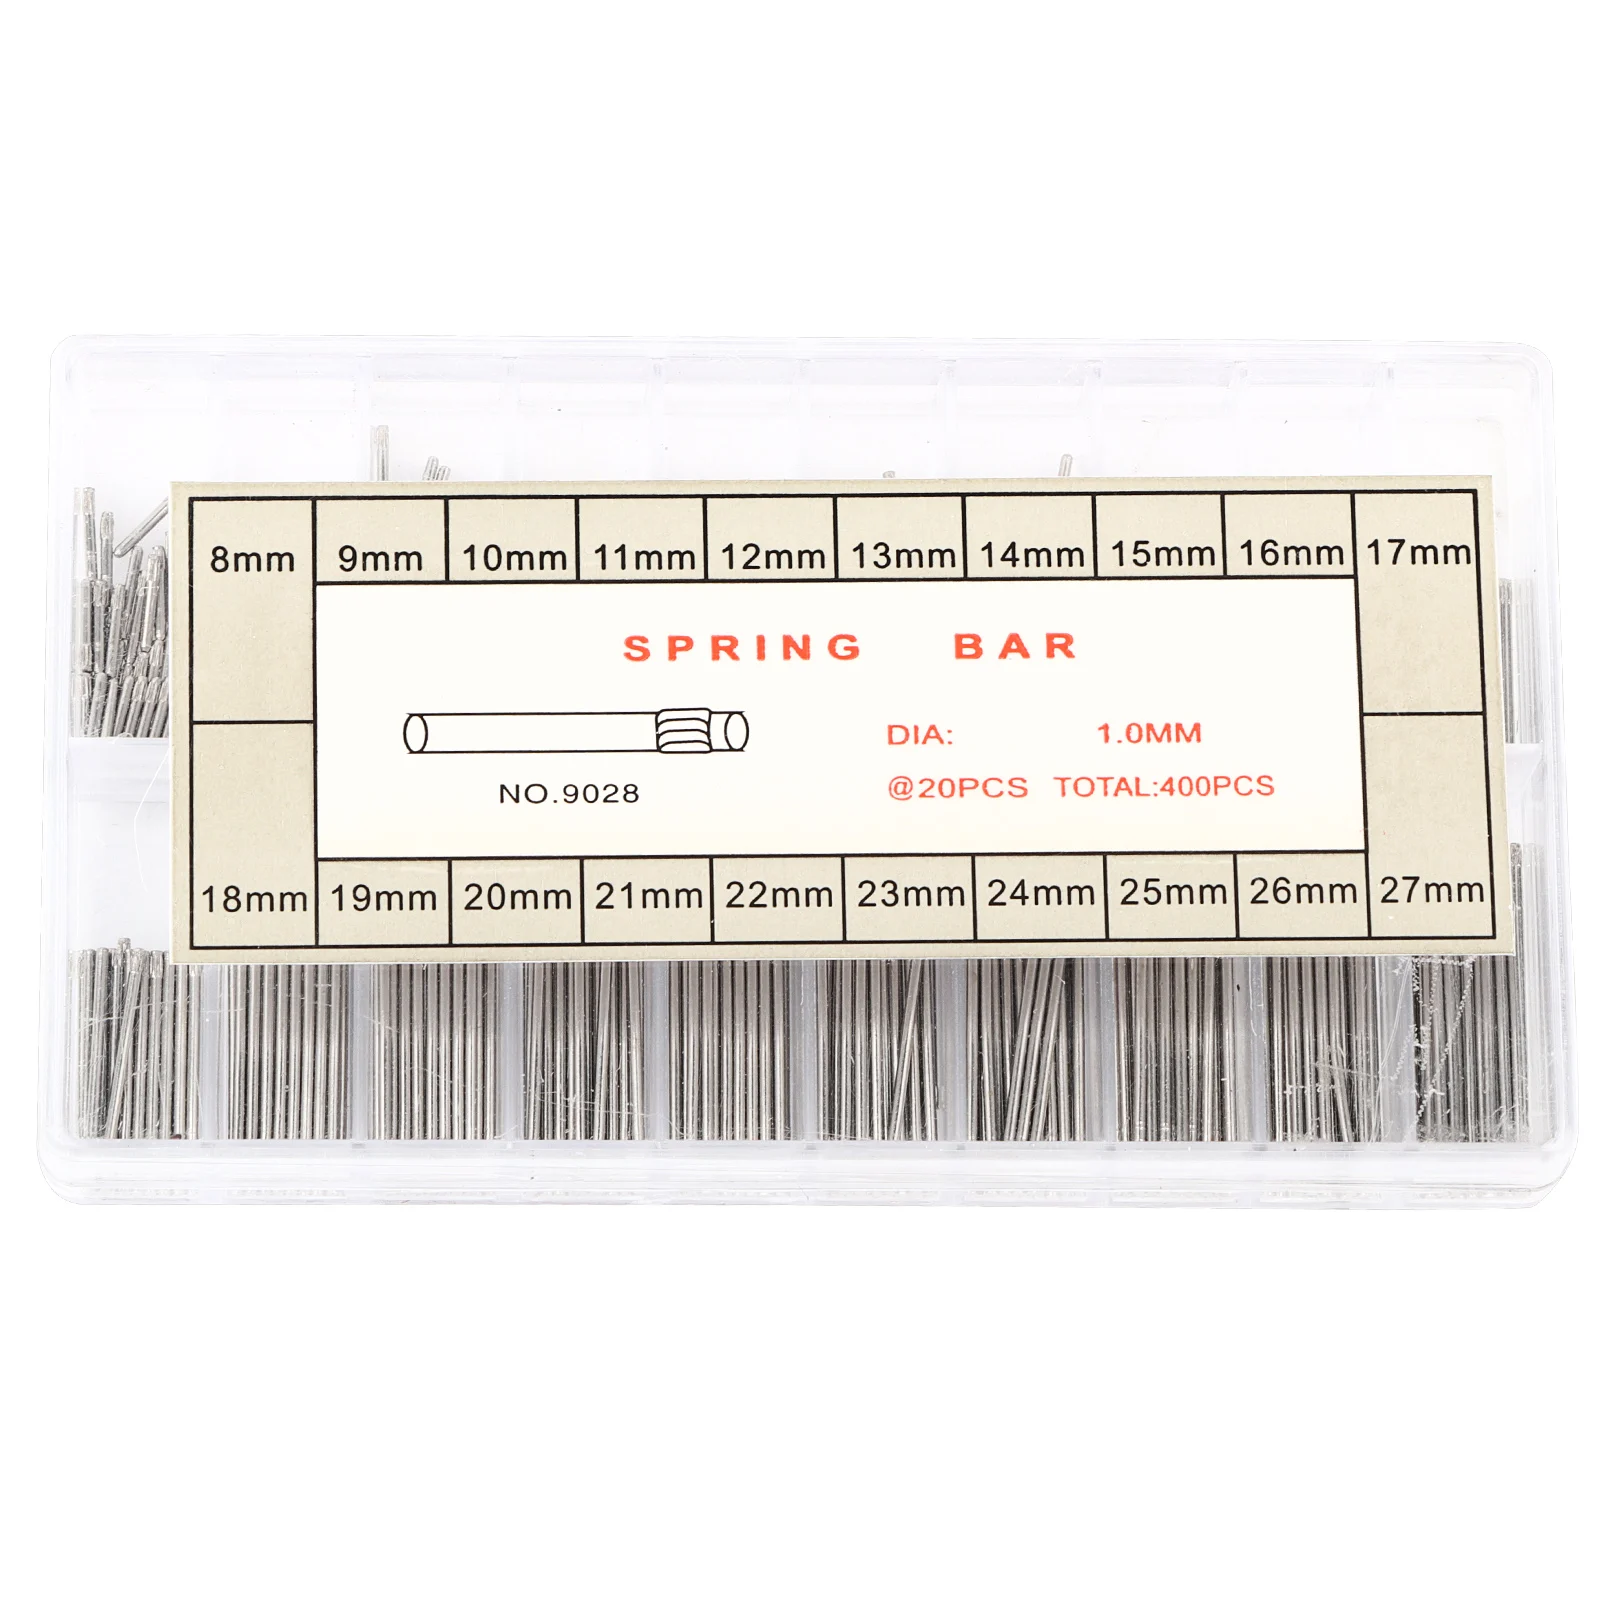 8mm 9mm 10mm 11mm 12mm 13mm 14mm 15mm 16mm 17mm
SPRING BAR
DIA: 1.0MM
NO.9028 @20PCS TOTAL:400PCS
18mm 19mm 20mm 21mm 22mm 23mm 24mm 25mm 26mm 27mm